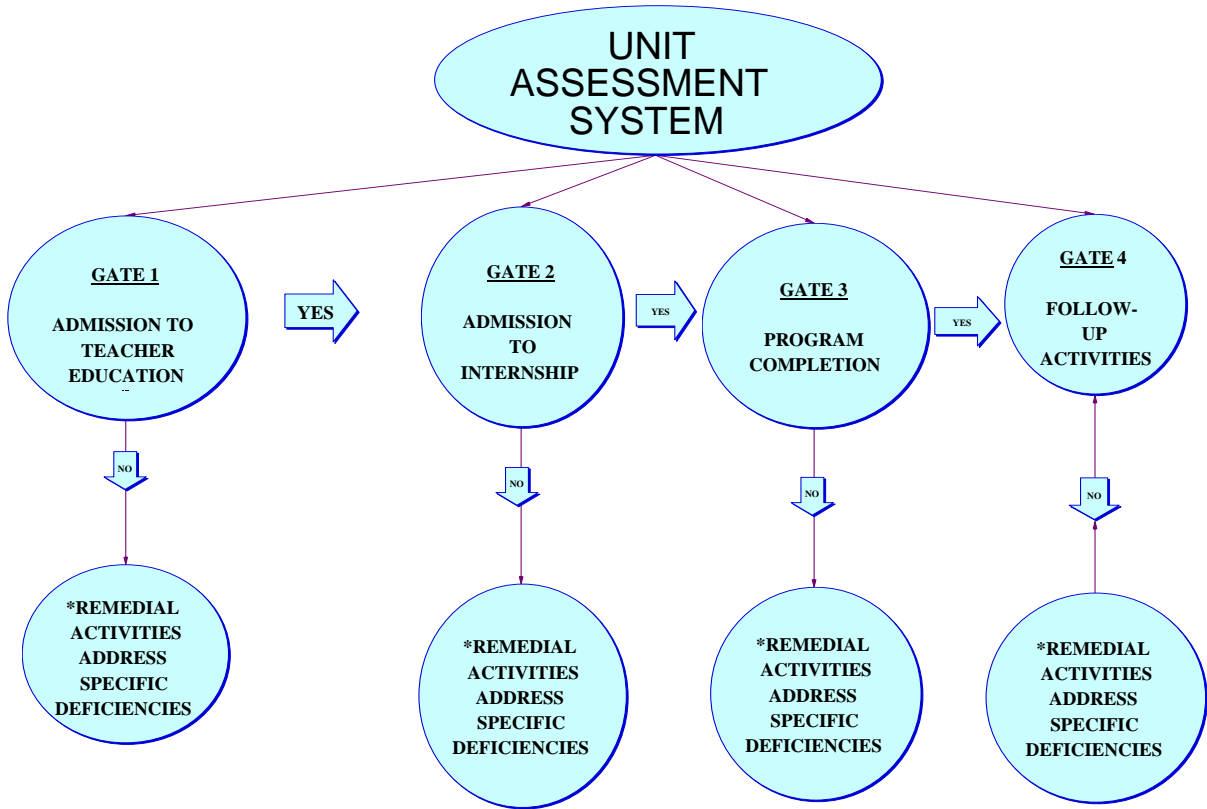 UNIT
ASSESSMENT
SYSTEM
GATE 1
ADMISSION TO
TEACHER
EDUCATION
YES
GATE 2
ADMISSION
TO
INTERNSHIP
YES
GATE 3
PROGRAM
COMPLETION
YES
GATE 4
FOLLOW-
UP
ACTIVITIES
NO
NO
NO
NO
*REMEDIAL
ACTIVITIES
ADDRESS
SPECIFIC
DEFICIENCIES
*REMEDIAL
ACTIVITIES
ADDRESS
SPECIFIC
DEFICIENCIES
*REMEDIAL
ACTIVITIES
ADDRESS
SPECIFIC
DEFICIENCIES
*REMEDIAL
ACTIVITIES
ADDRESS
SPECIFIC
DEFICIENCIES